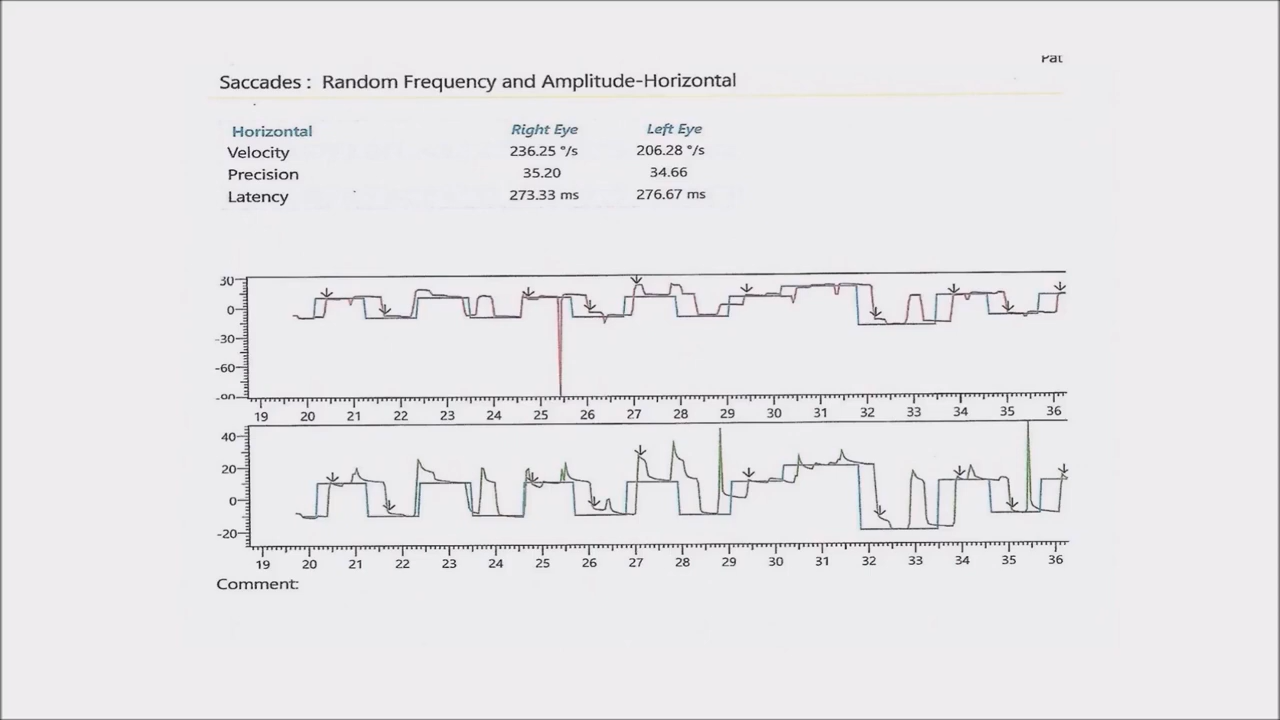 Pat
Saccades : Random Frequency and Amplitude-Horizontal
Horizontal Right Eye Left Eye
Velocity 236.25 °/s 206.28 °/s
Precision 35.20 34.66
Latency 273.33 ms 276.67 ms
30
0
-30
-60
-90
19 20 21 22 23 24 25 26 27 28 29 30 31 32 33 34 35 36
40
20
0
-20
19 20 21 22 23 24 25 26 27 28 29 30 31 32 33 34 35 36
Comment: